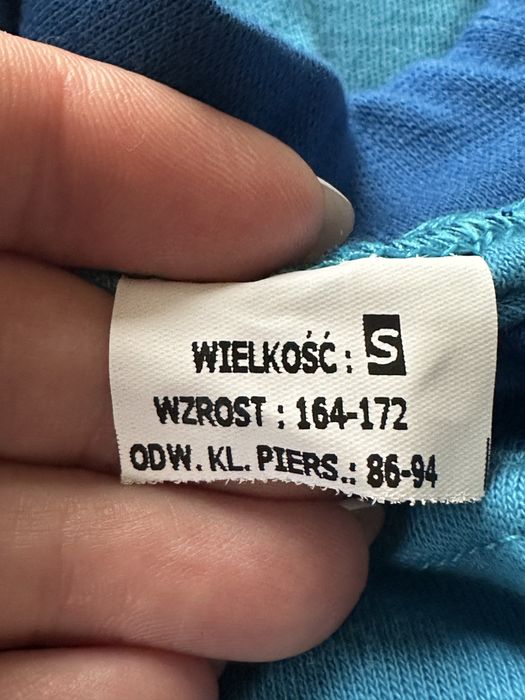 WIELKOŚĆ: S
WZROST: 164-172
ODW. KL. PIERS.: 86-94